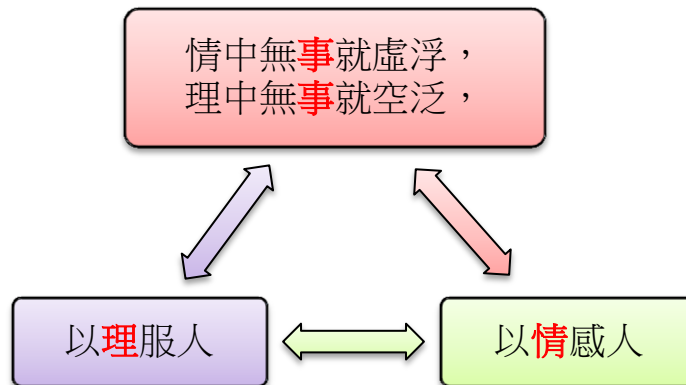 情中無事就虛浮，
理中無事就空泛，
以理服人
以情感人